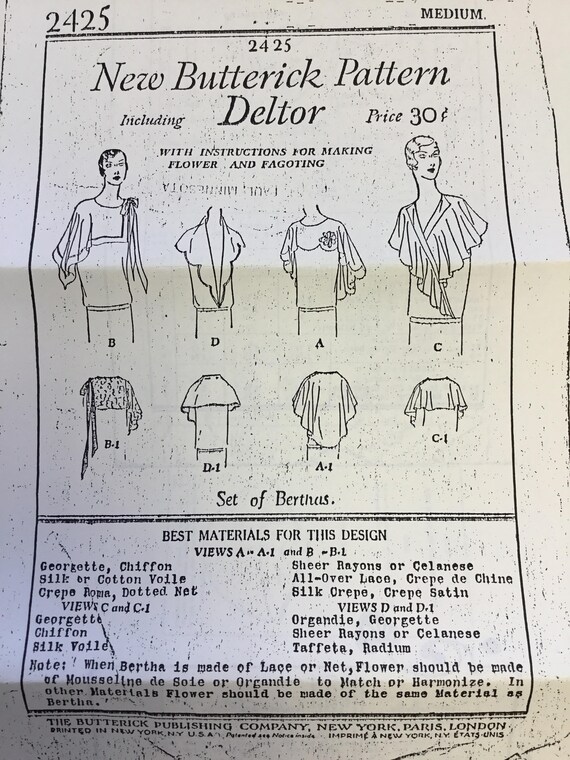 2425
MEDIUM.
2425
New Butterick Pattern
Including Deltor Price 30¢
WITH INSTRUCTIONS FOR MAKING
FLOWER AND FAGOTING
PAUL, MINNESOTA
B D A C
B-1 D-1 A-1 C-1
Set of Berthas.
BEST MATERIALS FOR THIS DESIGN
VIEWS A - A-1 and B - B-1
Georgette, Chiffon Sheer Rayons or Celanese
Silk or Cotton Voile All-Over Lace, Crepe de Chine
Crepe Roma, Dotted Net Silk Crepe, Crepe Satin
VIEWS C and C-1 VIEWS D and D-1
Georgette Organdie, Georgette
Chiffon Sheer Rayons or Celanese
Silk Voile Taffeta, Radium
Note: When Bertha is made of Lace or Net, Flower should be made
of Mousseline de Soie or Organdie to Match or Harmonize. In
other Materials Flower should be made of the same Material as
Bertha.
THE BUTTERICK PUBLISHING COMPANY, NEW YORK, PARIS, LONDON
PRINTED IN NEW YORK, N.Y. U.S.A. Patented see Notice inside IMPRIMÉ À NEW YORK, N.Y. ÉTATS-UNIS